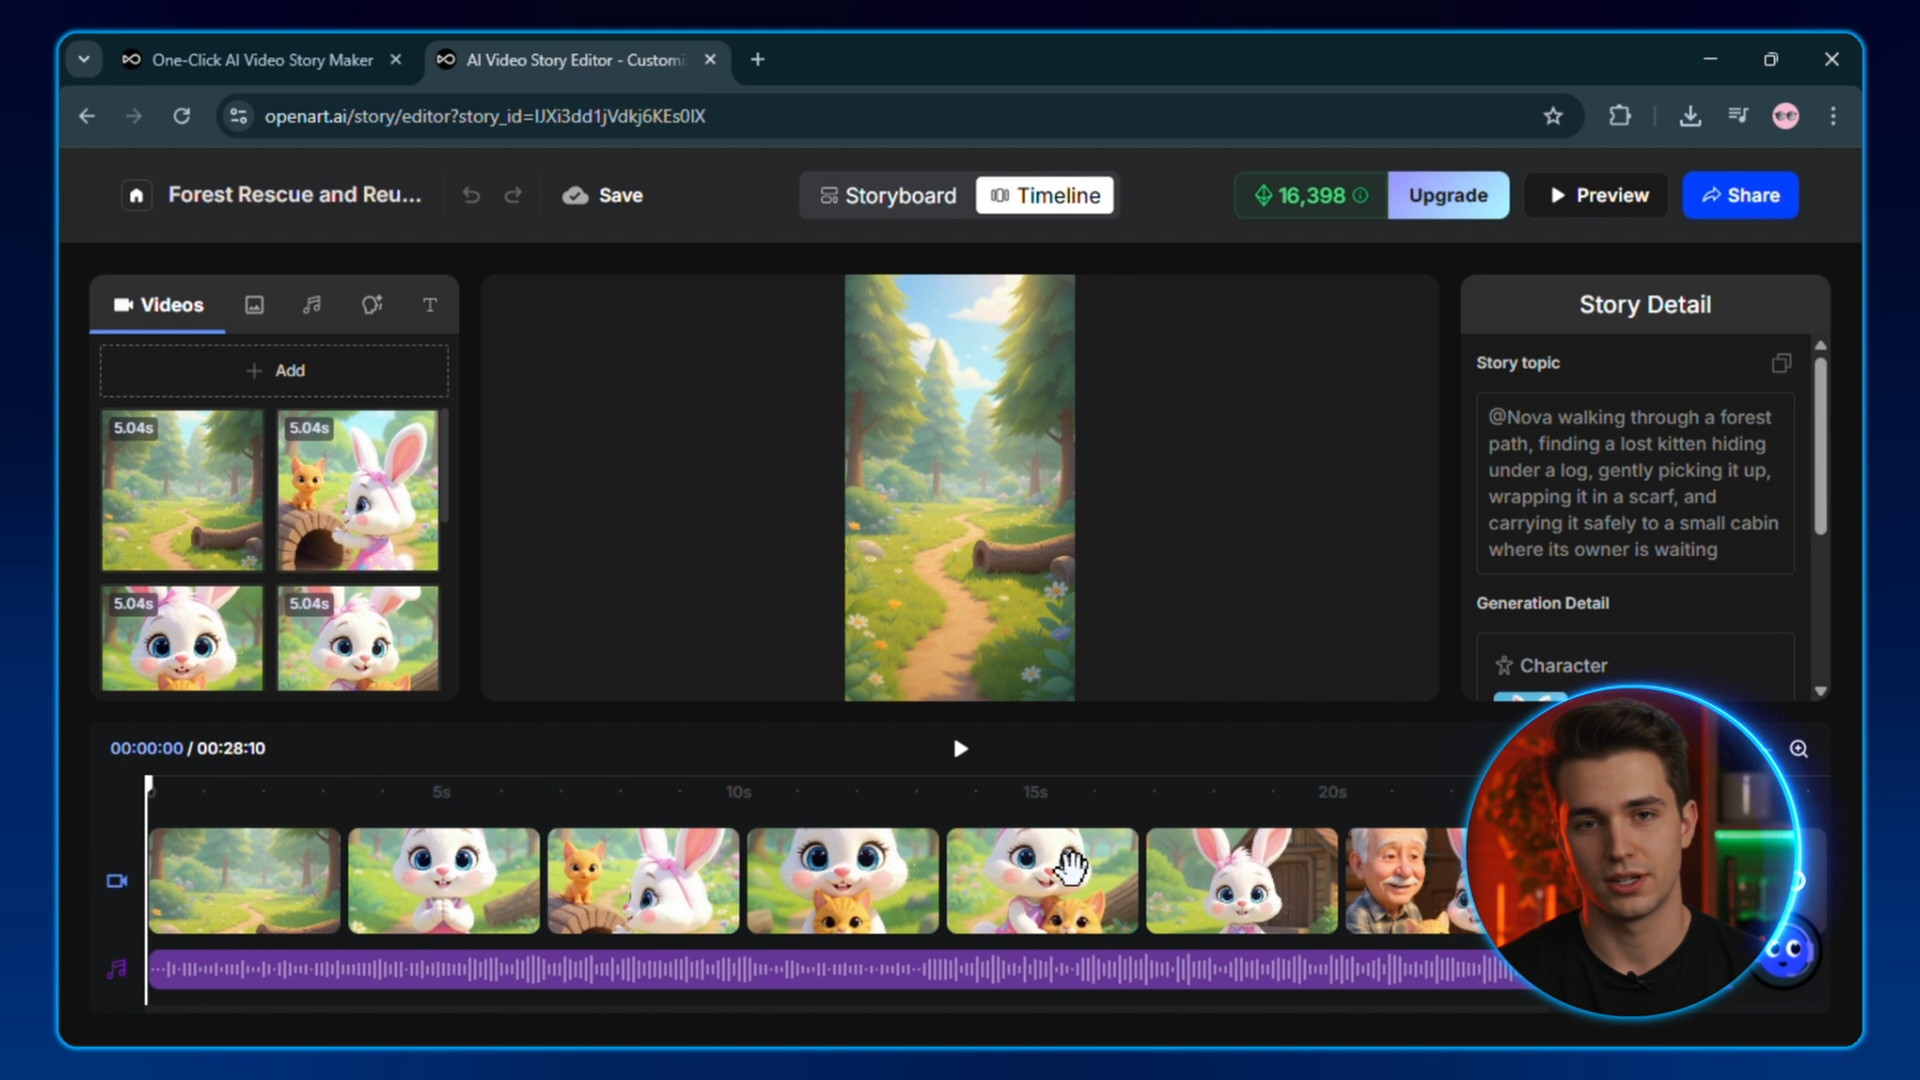 One-Click AI Video Story Maker
AI Video Story Editor - Customi
openart.ai/story/editor?story_id=IJXi3dd1jVdkj6KEs0IX
Forest Rescue and Reu...
Save
Storyboard
Timeline
16,398
Upgrade
Preview
Share
Videos
T
Add
5.04s
5.04s
5.04s
5.04s
Story Detail
Story topic
@Nova walking through a forest
path, finding a lost kitten hiding
under a log, gently picking it up,
wrapping it in a scarf, and
carrying it safely to a small cabin
where its owner is waiting
Generation Detail
Character
00:00:00 / 00:28:10
0
5s
10s
15s
20s